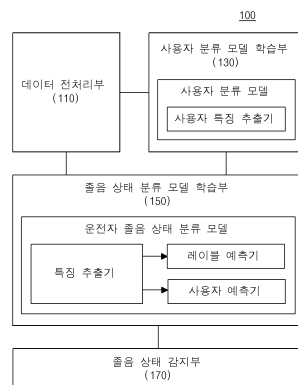 100
데이터 전처리부
(110)
사용자 분류 모델 학습부
(130)
사용자 분류 모델
사용자 특징 추출기
졸음 상태 분류 모델 학습부
(150)
운전자 졸음 상태 분류 모델
특징 추출기
레이블 예측기
사용자 예측기
졸음 상태 감지부
(170)